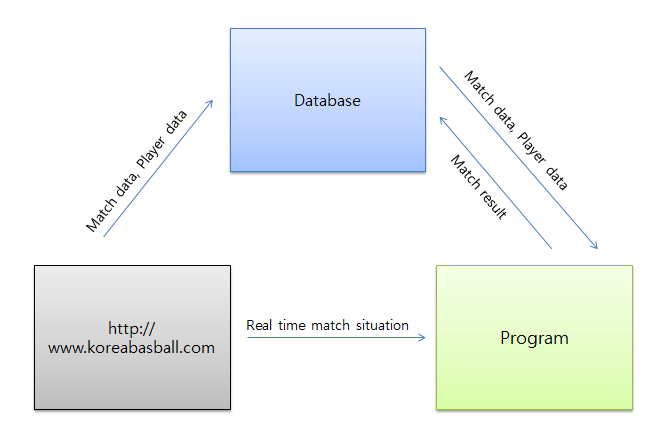 Database
Match data, Player data
Match data, Player data
Match result
http://
www.koreabasball.com
Real time match situation
Program